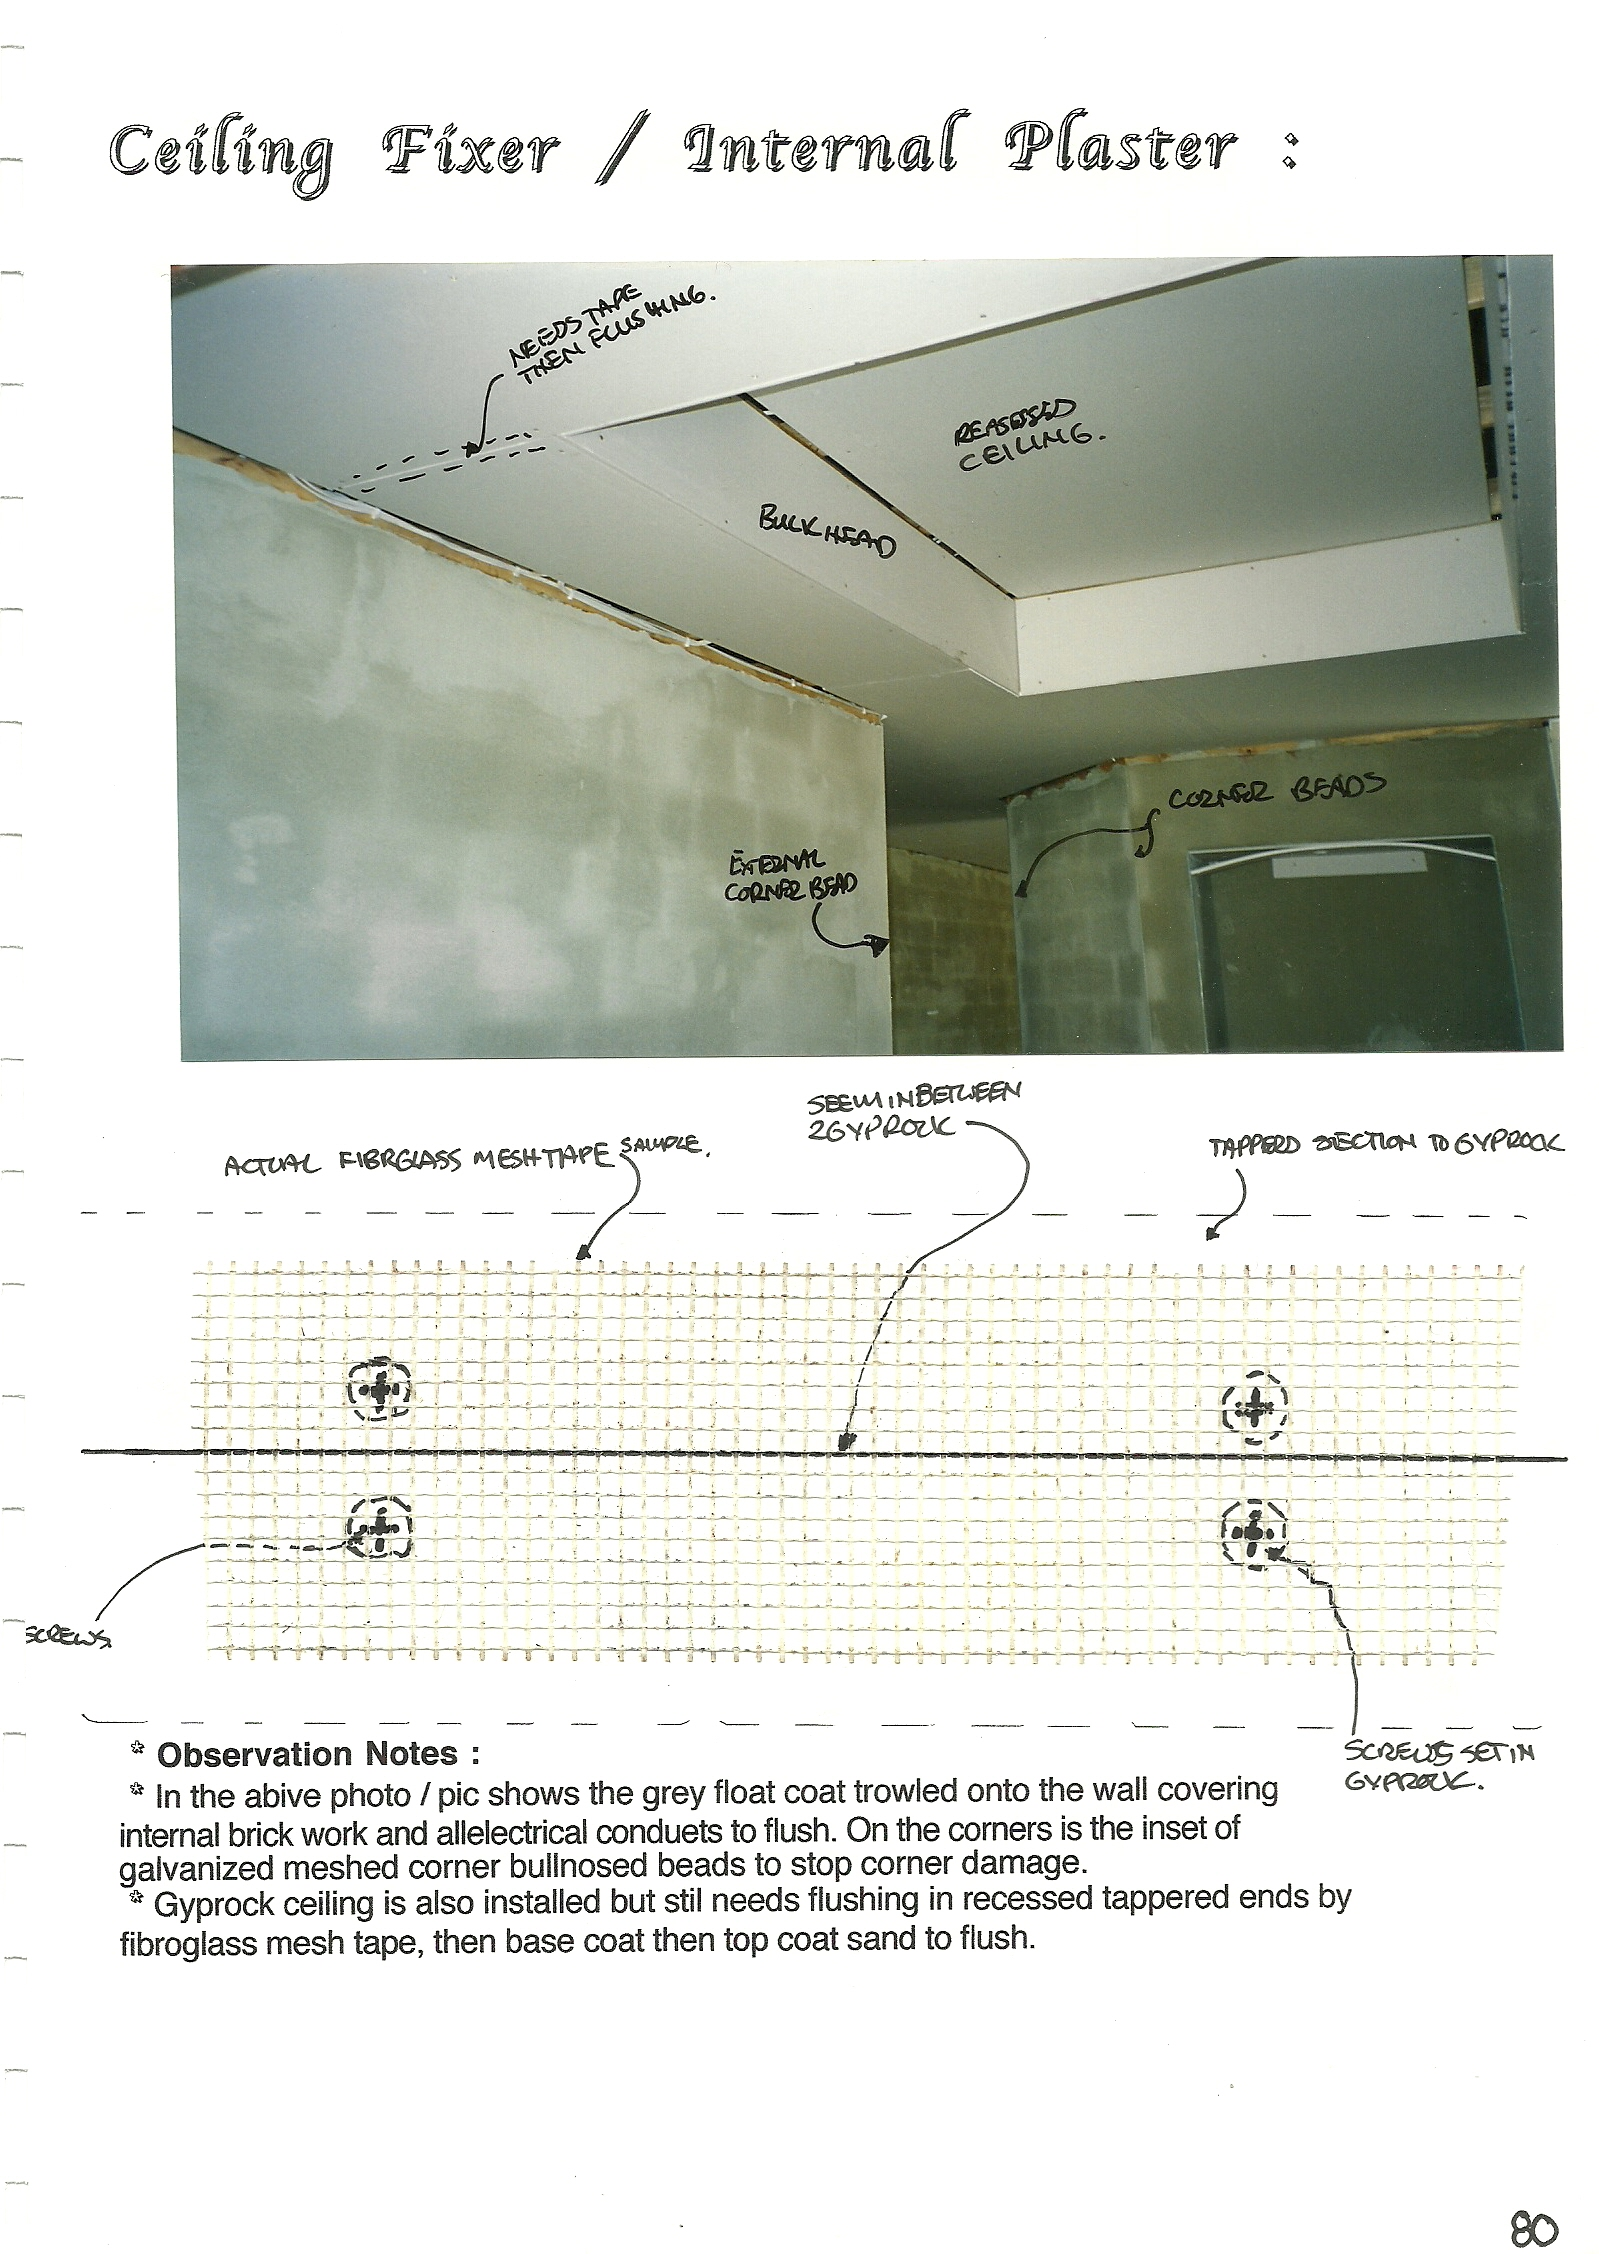 Ceiling Fixer / Internal Plaster :
NEEDS TAPE
THEN FLUSHING.
REASESSED
CEILING.
BULKHEAD
CORNER BEADS
EXTERNAL
CORNER BEAD
SEEM INBETWEEN
2 GYPROCK
ACTUAL FIBRGLASS MESH TAPE SAMPLE.
TAPPERD SECTION TO GYPROCK
SCREWS
SCREWS SET IN
GYPROCK.
* Observation Notes :
* In the abive photo / pic shows the grey float coat trowled onto the wall covering
internal brick work and allelectrical conduets to flush. On the corners is the inset of
galvanized meshed corner bullnosed beads to stop corner damage.
* Gyprock ceiling is also installed but stil needs flushing in recessed tappered ends by
fibroglass mesh tape, then base coat then top coat sand to flush.
80